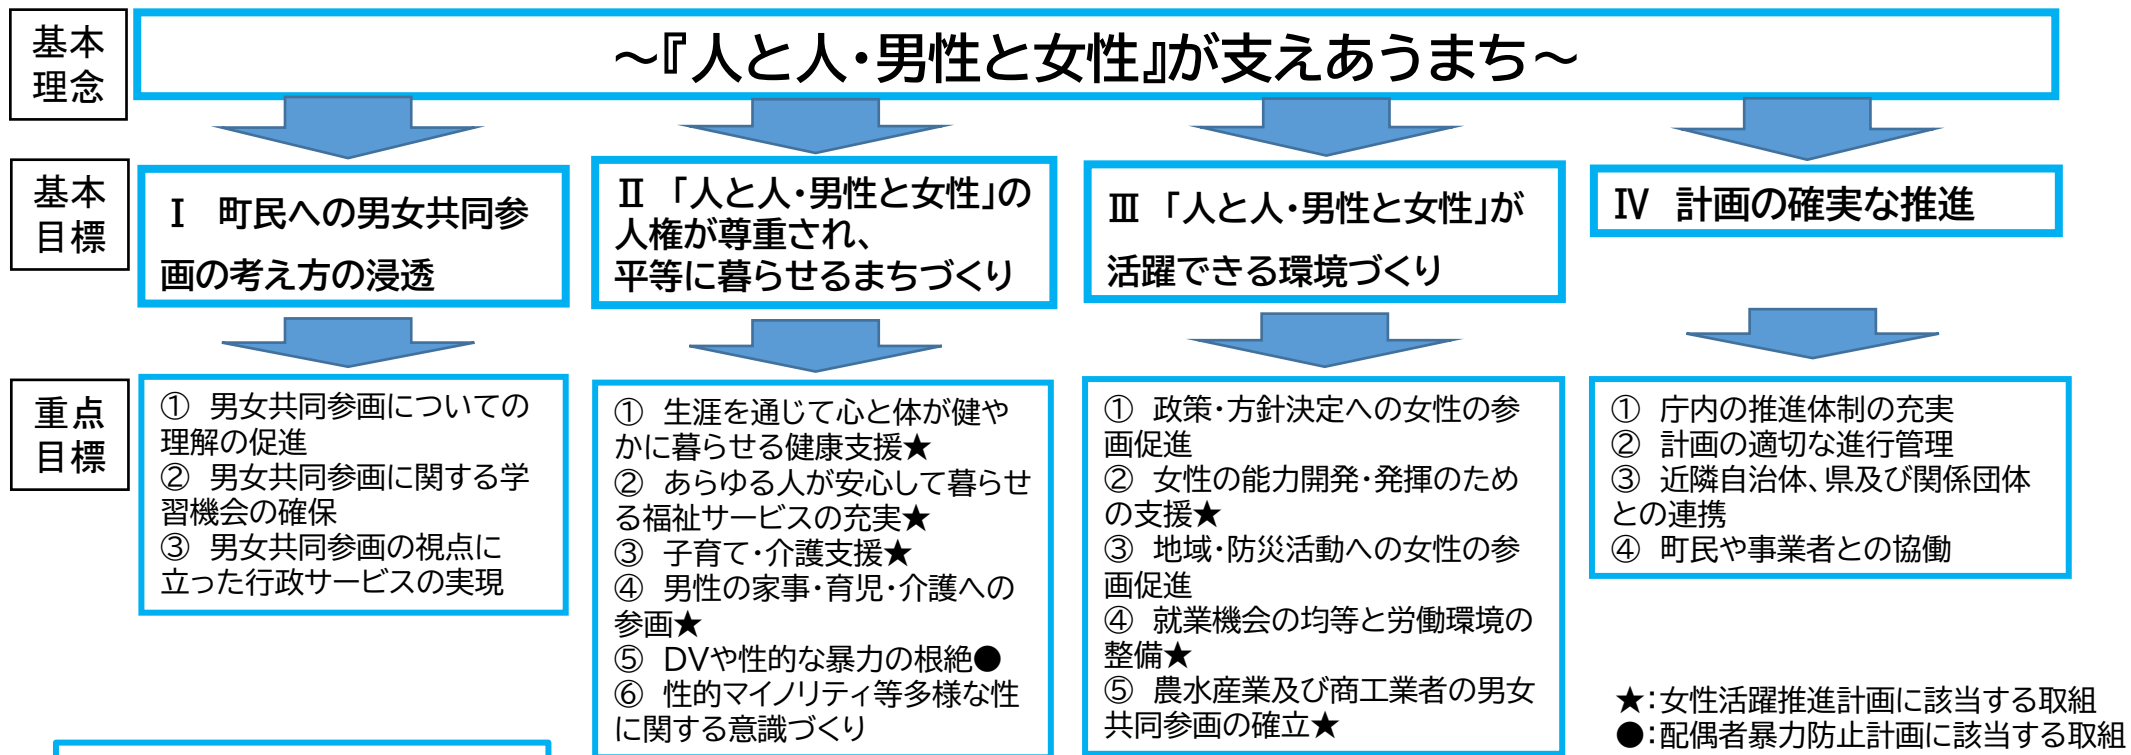 基本
理念
~『人と人・男性と女性』が支えあうまち~
基本
目標
Ⅰ 町民への男女共同参
画の考え方の浸透
Ⅱ 「人と人・男性と女性」の
人権が尊重され、
平等に暮らせるまちづくり
Ⅲ 「人と人・男性と女性」が
活躍できる環境づくり
Ⅳ 計画の確実な推進
重点
目標
① 男女共同参画についての
理解の促進
② 男女共同参画に関する学
習機会の確保
③ 男女共同参画の視点に
立った行政サービスの実現
① 生涯を通じて心と体が健や
かに暮らせる健康支援★
② あらゆる人が安心して暮らせ
る福祉サービスの充実★
③ 子育て・介護支援★
④ 男性の家事・育児・介護への
参画★
⑤ DVや性的な暴力の根絶●
⑥ 性的マイノリティ等多様な性
に関する意識づくり
① 政策・方針決定への女性の参
画促進
② 女性の能力開発・発揮のため
の支援★
③ 地域・防災活動への女性の参
画促進
④ 就業機会の均等と労働環境の
整備★
⑤ 農水産業及び商工業者の男女
共同参画の確立★
① 庁内の推進体制の充実
② 計画の適切な進行管理
③ 近隣自治体、県及び関係団体
との連携
④ 町民や事業者との協働
★:女性活躍推進計画に該当する取組
●:配偶者暴力防止計画に該当する取組